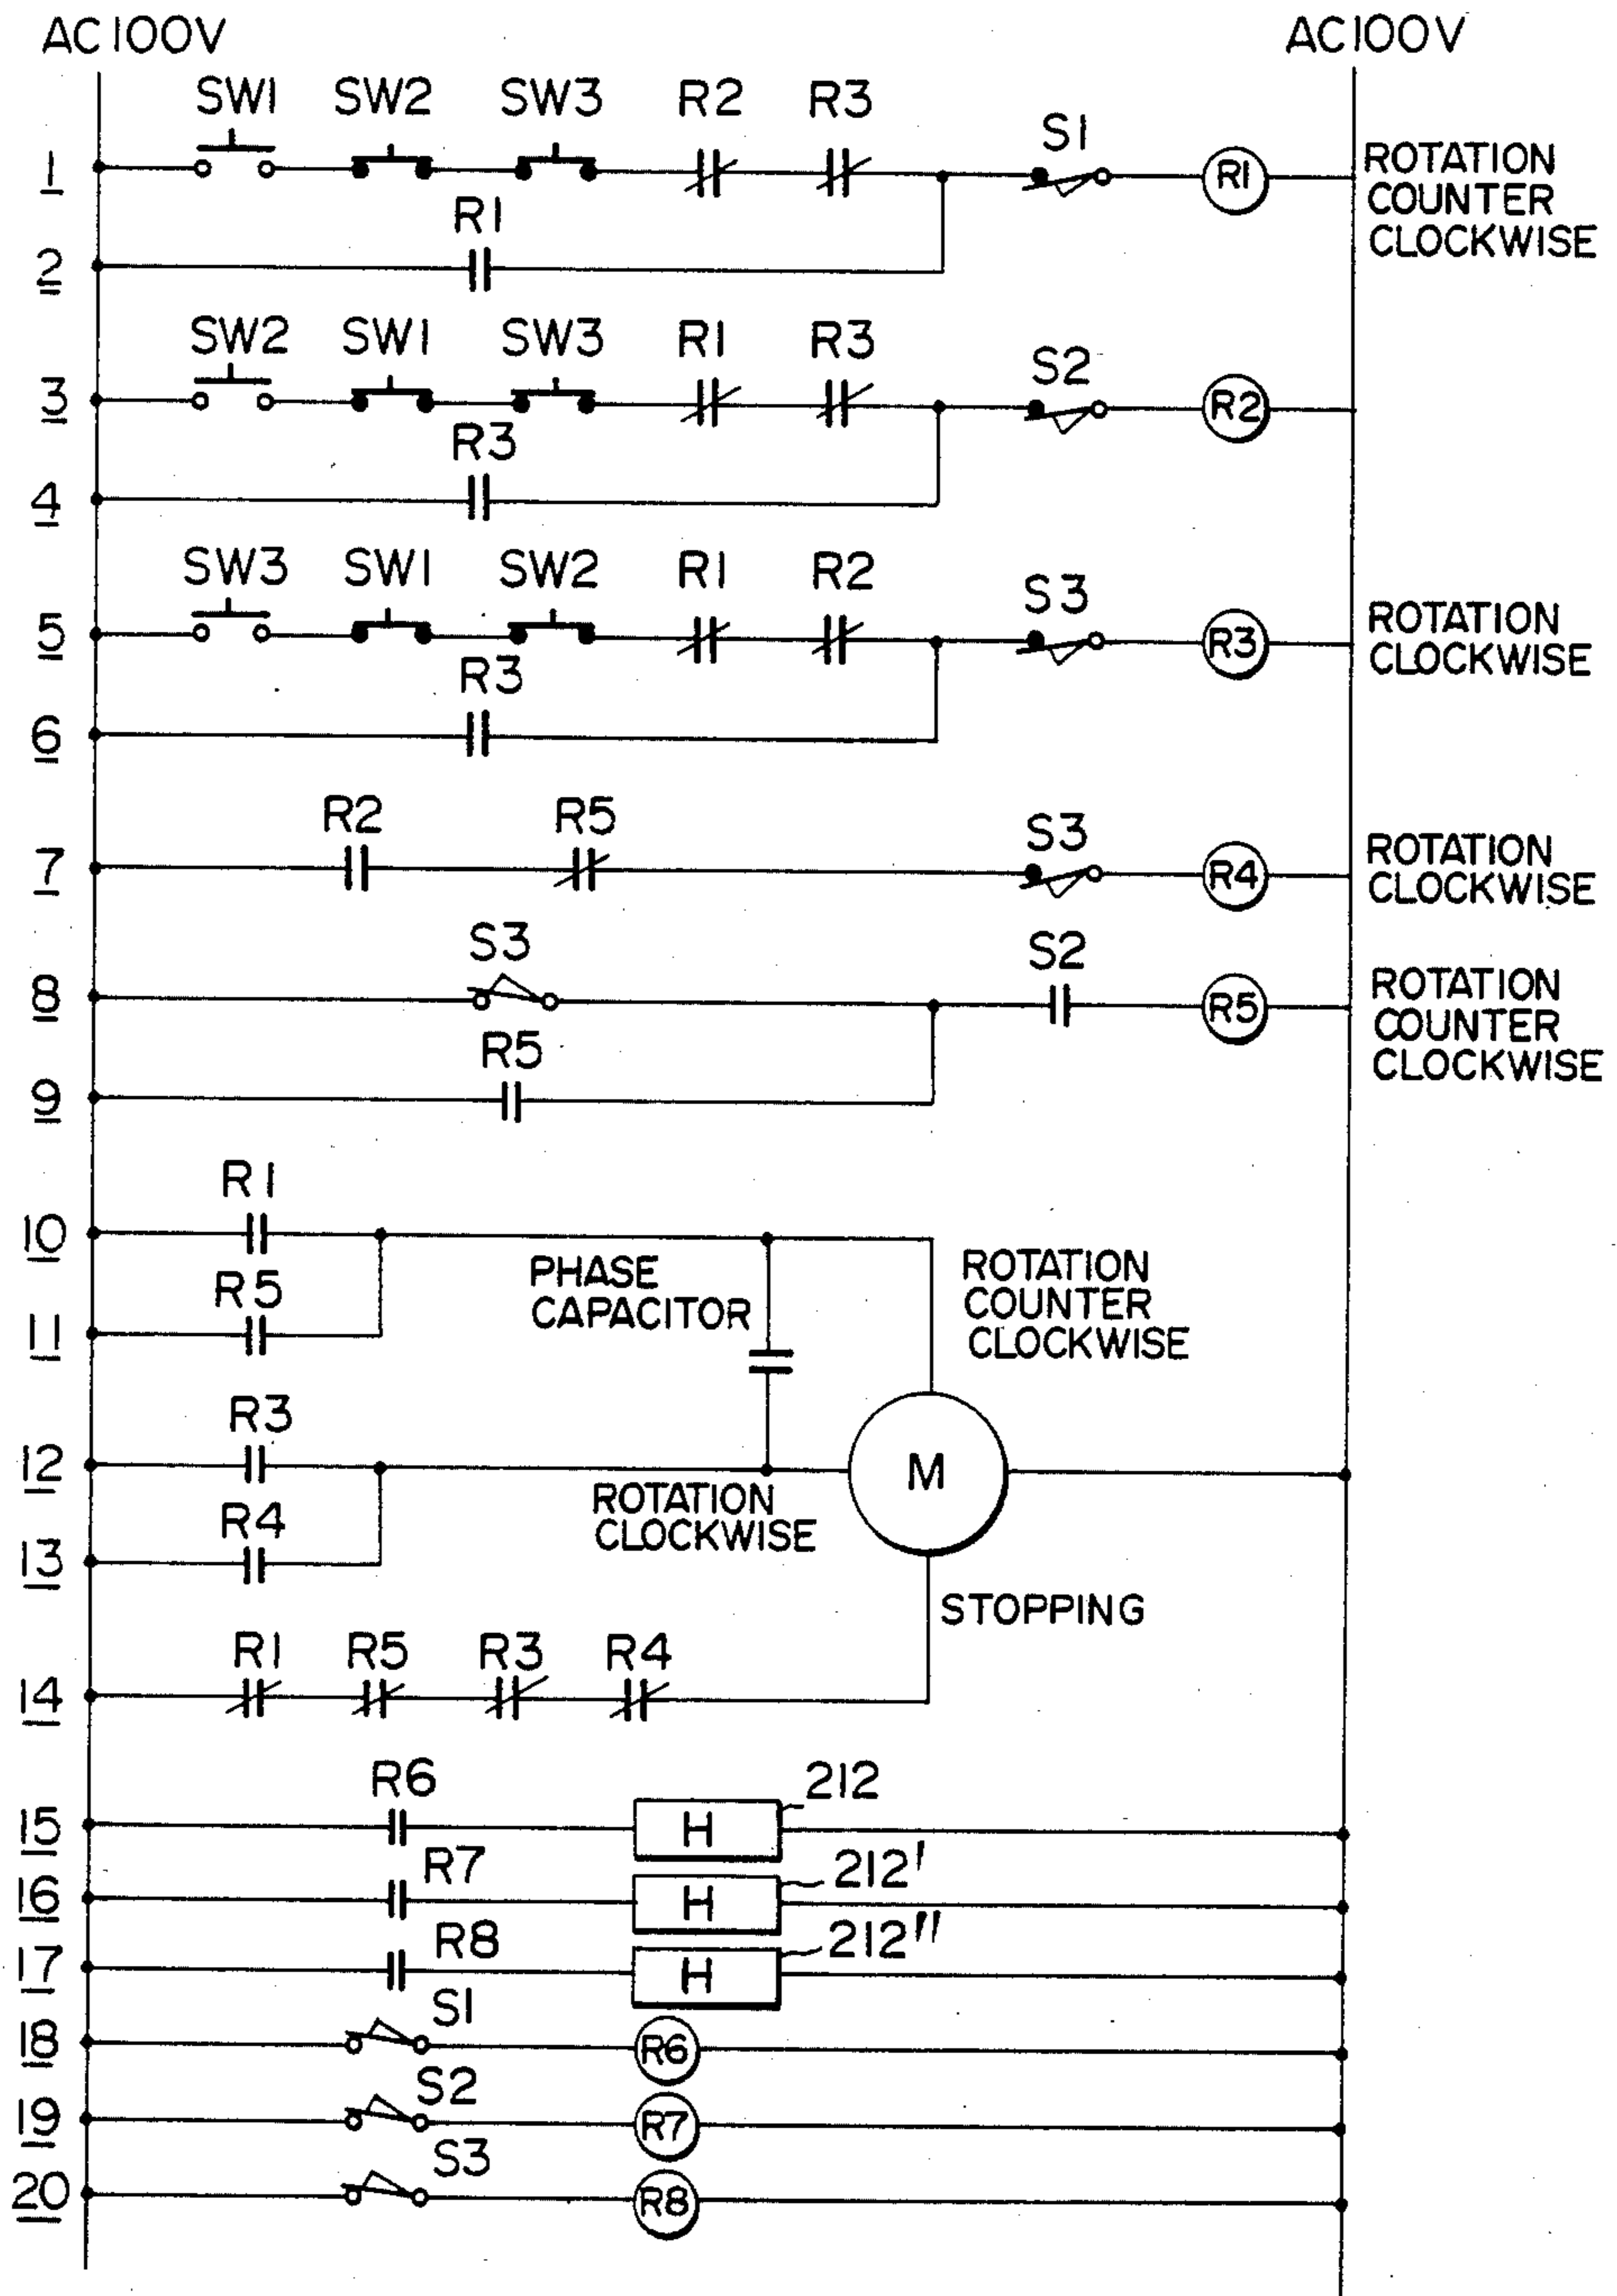 AC100V AC100V
SW1 SW2 SW3 R2 R3 S1
1 R1 ROTATION
COUNTER
CLOCKWISE
R1
2
SW2 SW1 SW3 R1 R3 S2
3 R2
R3
4
SW3 SW1 SW2 R1 R2 S3
5 R3 ROTATION
CLOCKWISE
R3
6
R2 R5 S3
7 R4 ROTATION
CLOCKWISE
S3 S2
8 R5 ROTATION
COUNTER
CLOCKWISE
R5
9
R1
10
PHASE
CAPACITOR
ROTATION
COUNTER
CLOCKWISE
R5
11
R3
12 M
ROTATION
CLOCKWISE
R4
13
STOPPING
R1 R5 R3 R4
14
R6 212
15 H
R7 212'
16 H
R8 212"
17 H
S1
18 R6
S2
19 R7
S3
20 R8